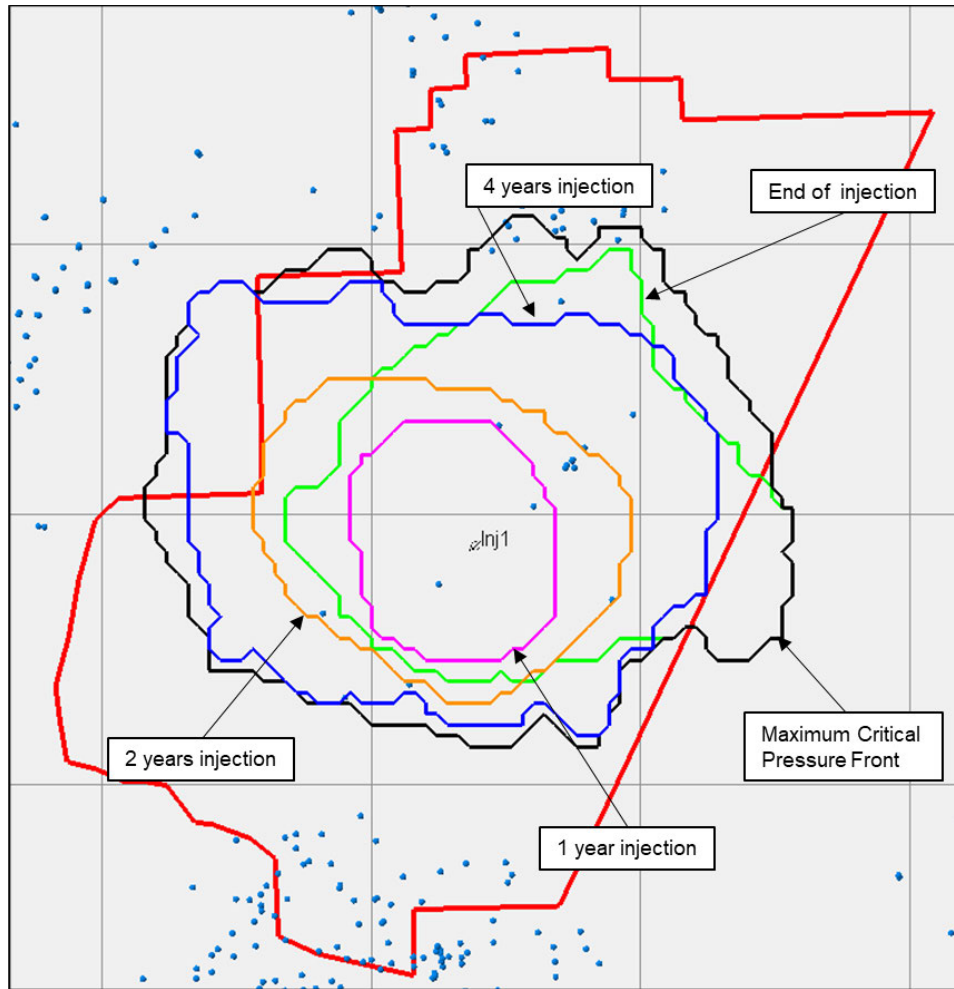 4 years injection
End of injection
Inj1
2 years injection
Maximum Critical
Pressure Front
1 year injection